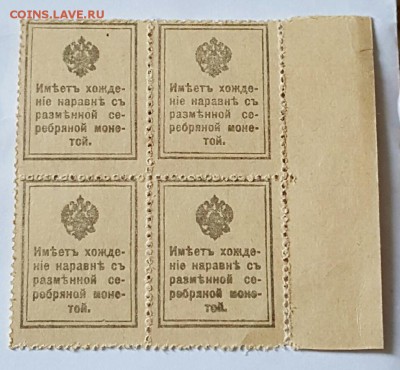 COINS.LAVE.RU
Имѣетъ хожде-
ніе наравнѣ съ
размѣнной се-
ребряной моне-
той.
Имѣетъ хожде-
ніе наравнѣ съ
размѣнной се-
ребряной моне-
той.
Имѣетъ хожде-
ніе наравнѣ съ
размѣнной се-
ребряной моне-
той.
Имѣетъ хожде-
ніе наравнѣ съ
размѣнной се-
ребряной моне-
той.